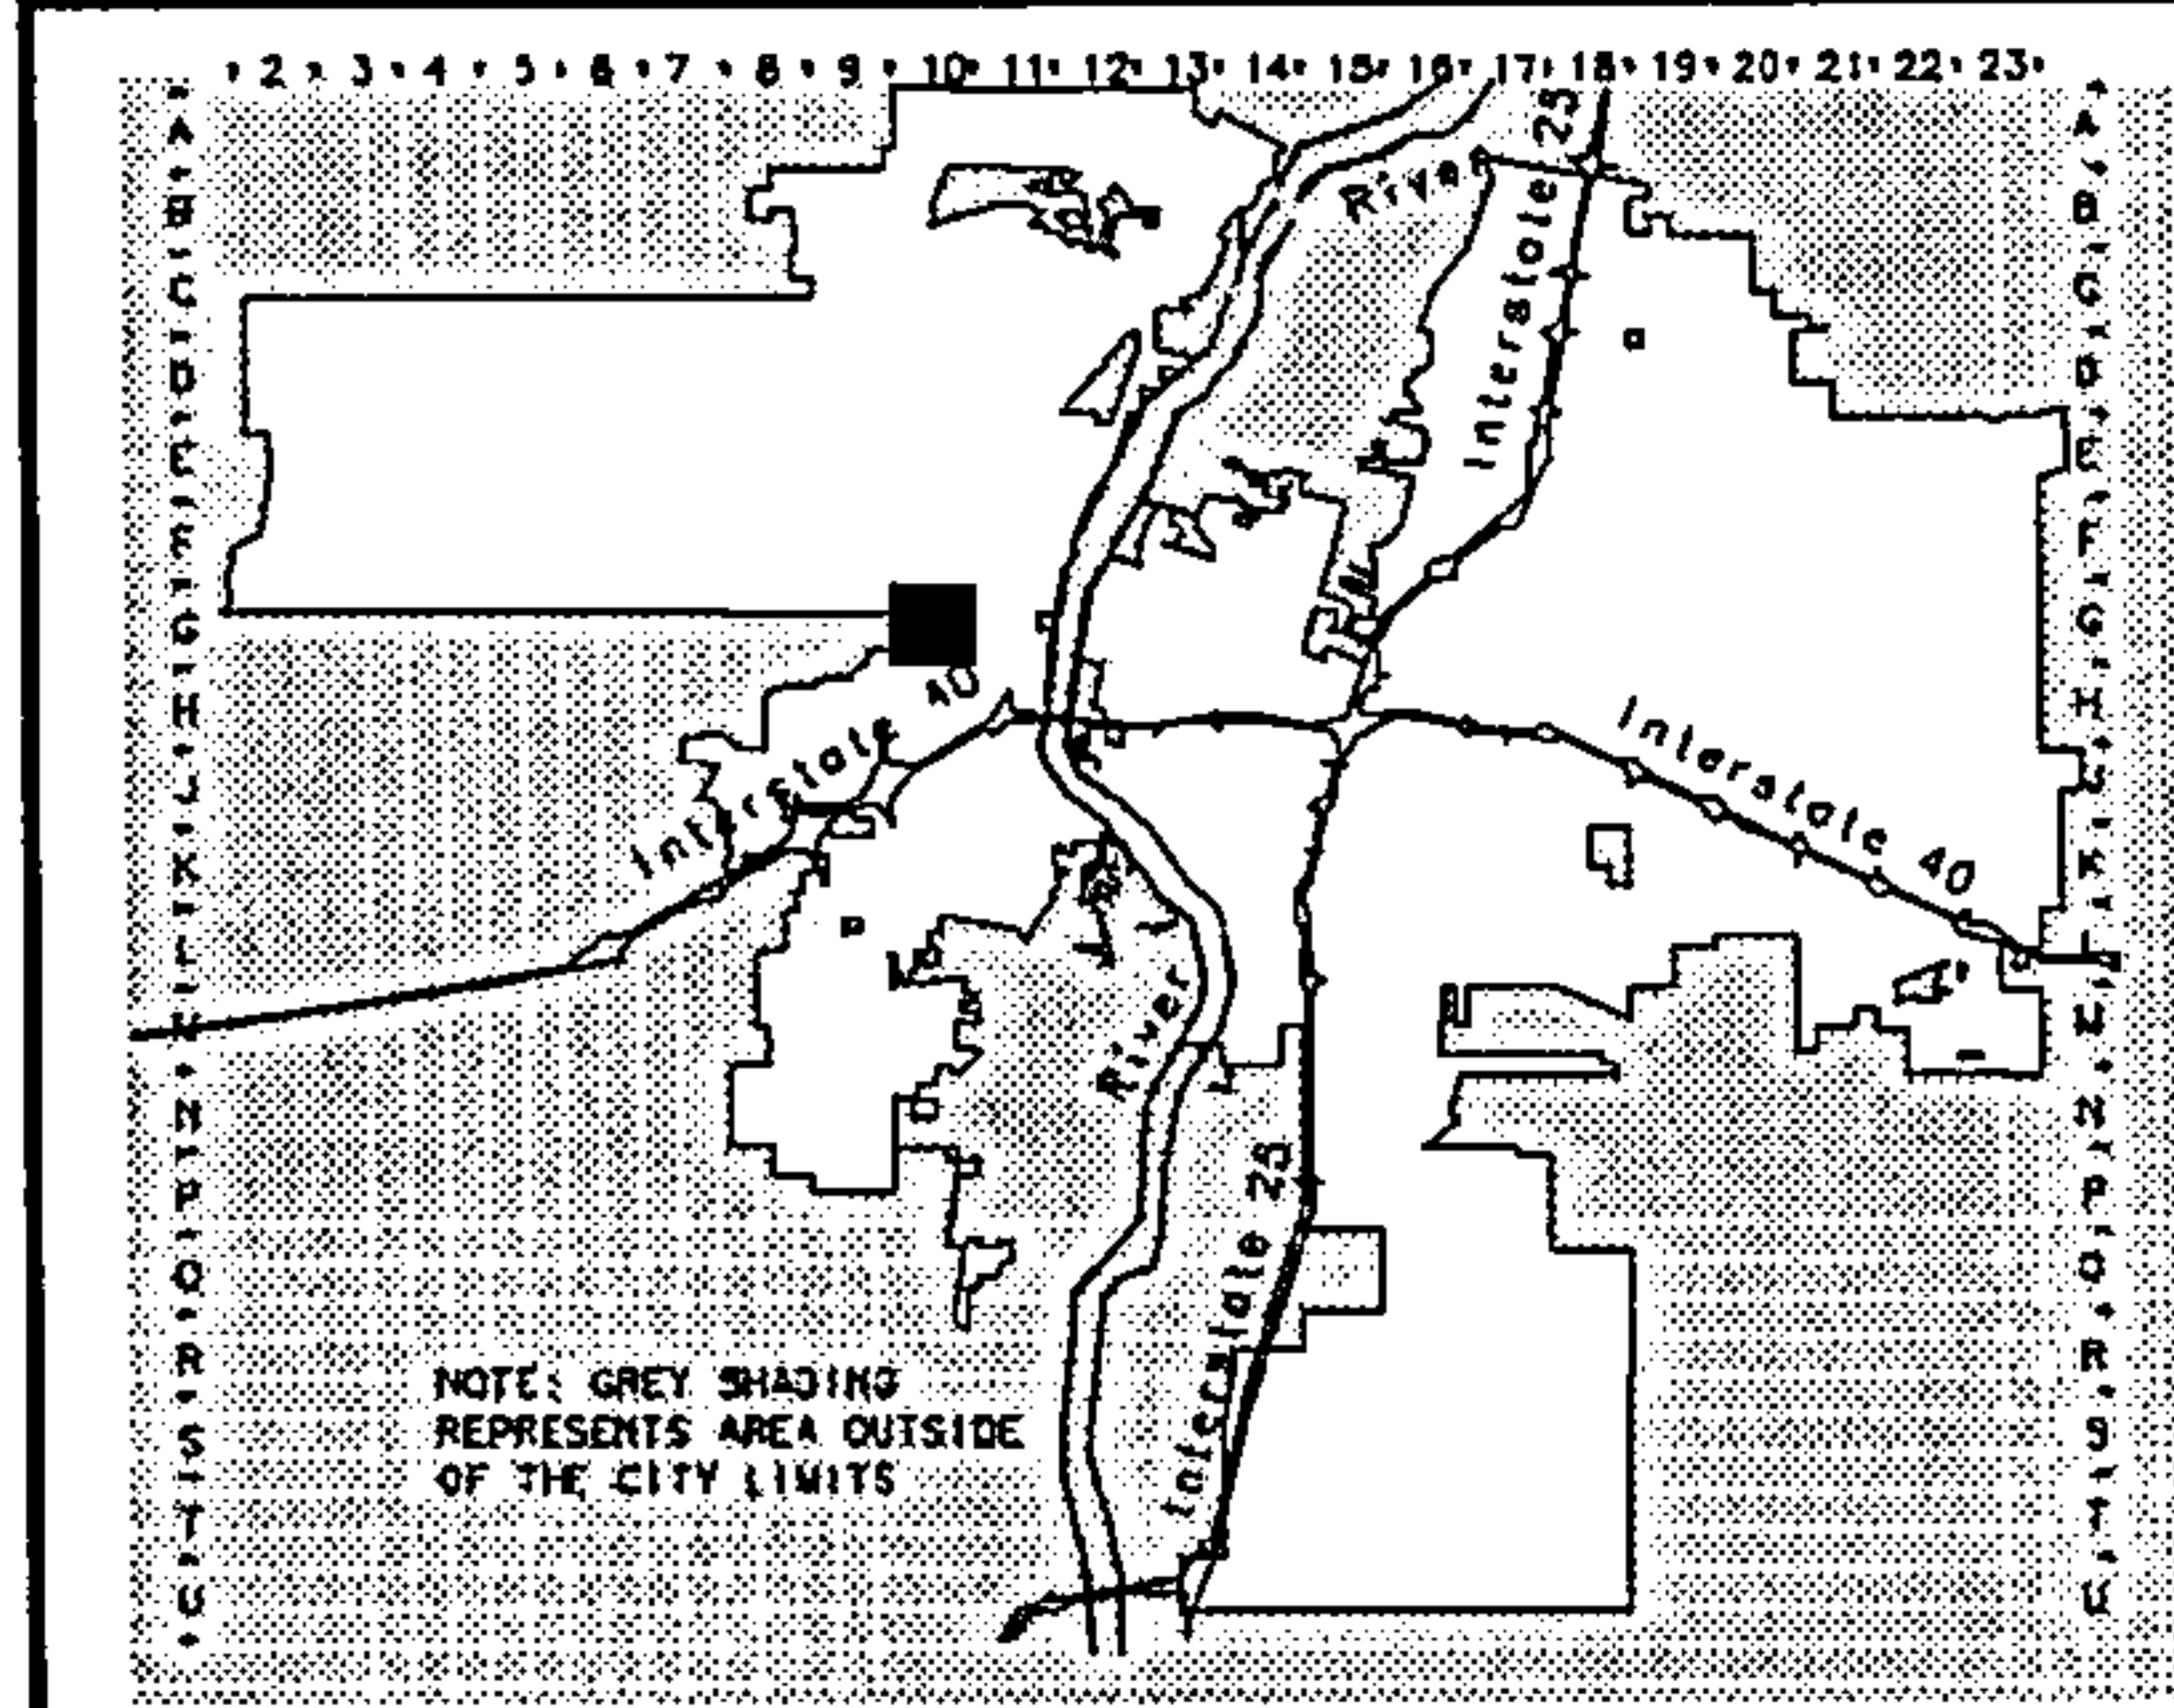 2 3 4 5 6 7 8 9 10 11 12 13 14 15 16 17 18 19 20 21 22 23
A
B
C
D
E
F
G
H
J
K
L
M
N
P
Q
R
S
T
U
River
Interstate 25
Interstate 40
Interstate 40
River
Interstate 25
NOTE: GREY SHADING
REPRESENTS AREA OUTSIDE
OF THE CITY LIMITS
A
B
C
D
E
F
G
H
J
K
L
M
N
P
Q
R
S
T
U